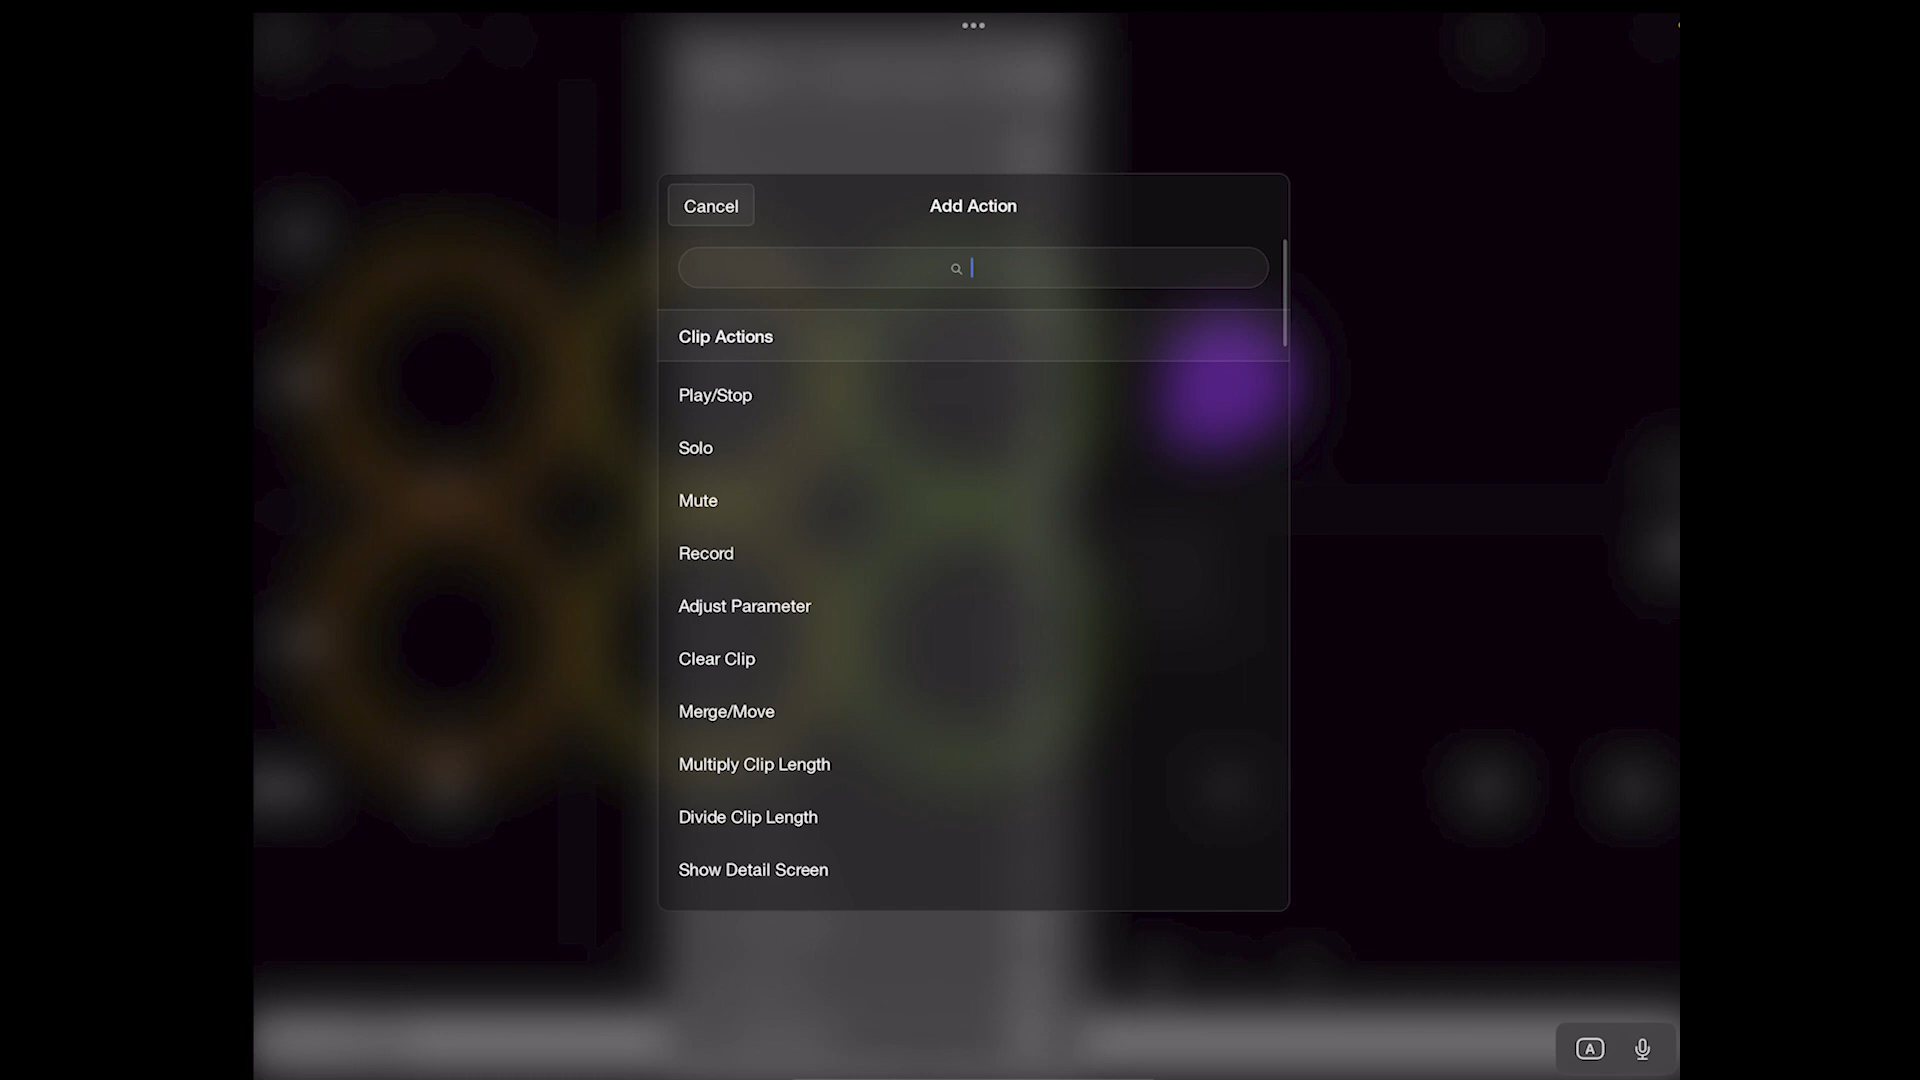 Cancel
Add Action
Clip Actions
Play/Stop
Solo
Mute
Record
Adjust Parameter
Clear Clip
Merge/Move
Multiply Clip Length
Divide Clip Length
Show Detail Screen
A